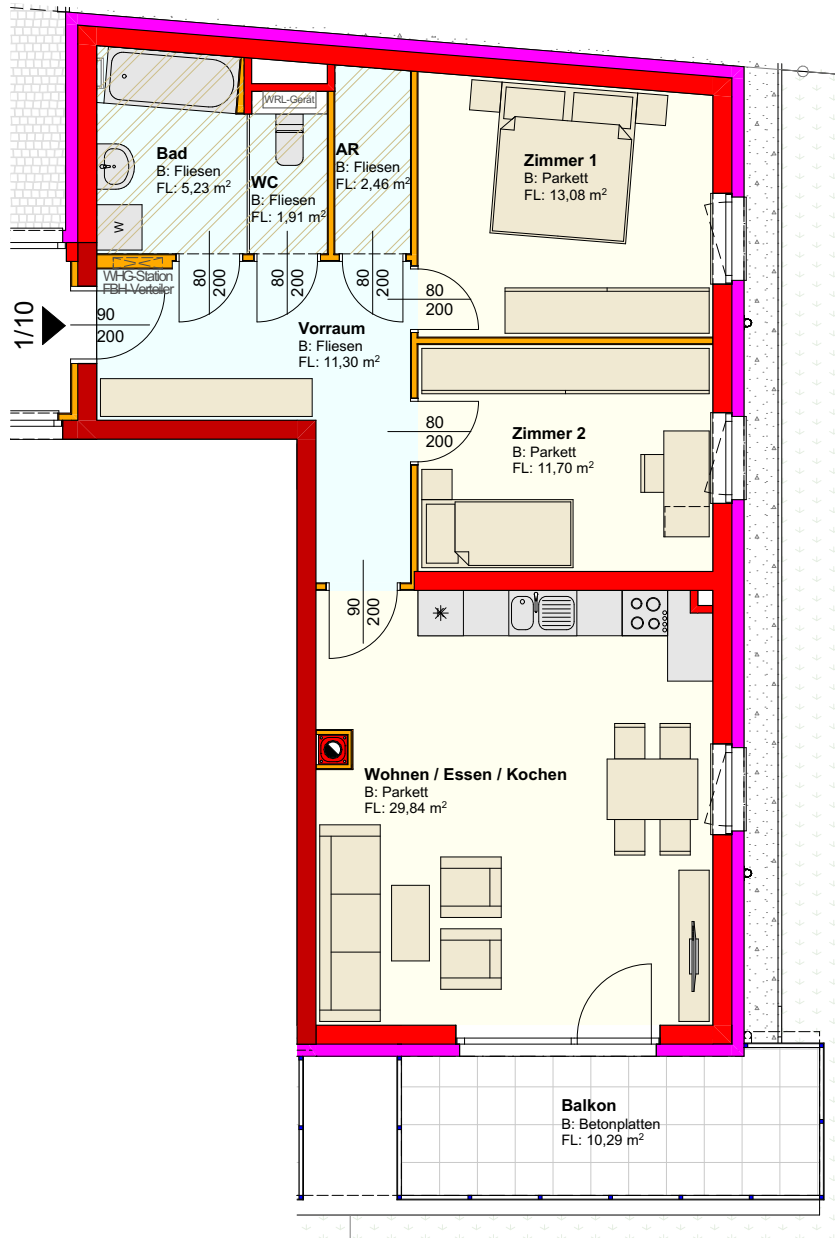 WRL-Gerät
Bad
B: Fliesen
FL: 5,23 m²
WC
B: Fliesen
FL: 1,91 m²
AR
B: Fliesen
FL: 2,46 m²
Zimmer 1
B: Parkett
FL: 13,08 m²
W
WHG-Station
FBH-Verteiler
80
200
80
200
80
200
80
200
1/10
90
200
Vorraum
B: Fliesen
FL: 11,30 m²
80
200
Zimmer 2
B: Parkett
FL: 11,70 m²
90
200
Wohnen / Essen / Kochen
B: Parkett
FL: 29,84 m²
Balkon
B: Betonplatten
FL: 10,29 m²